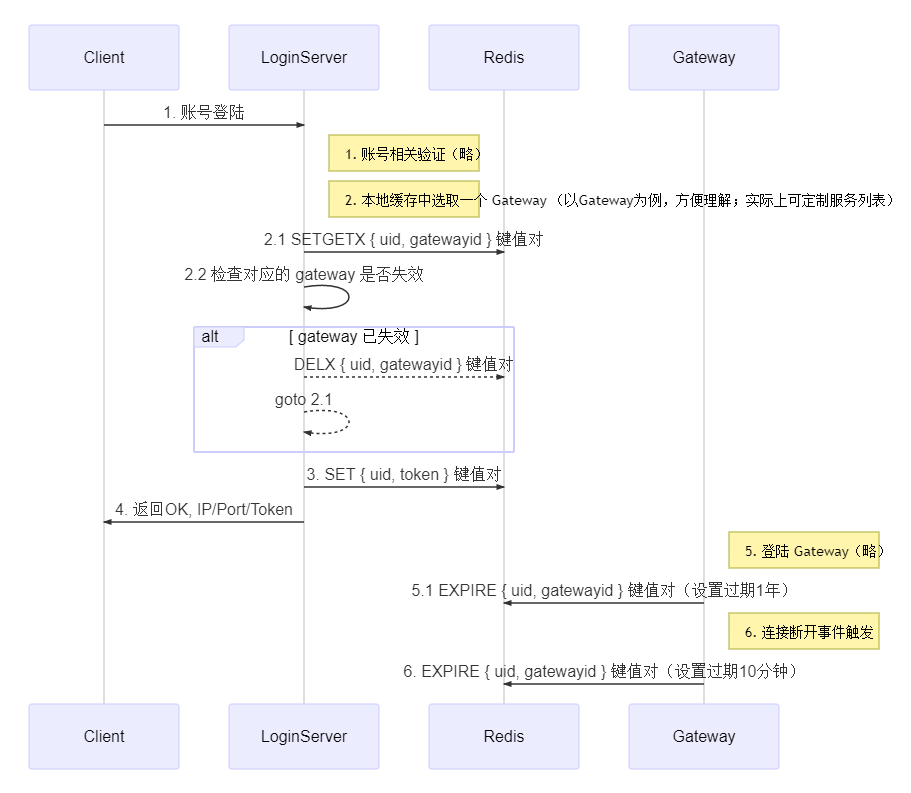 Client
LoginServer
Redis
Gateway
1. 账号登陆
1. 账号相关验证（略）
2. 本地缓存中选取一个 Gateway（以Gateway为例，方便理解；实际上可定制服务列表）
2.1 SETGETX { uid, gatewayid } 键值对
2.2 检查对应的 gateway 是否失效
alt
[ gateway 已失效 ]
DELX { uid, gatewayid } 键值对
goto 2.1
3. SET { uid, token } 键值对
4. 返回OK, IP/Port/Token
5. 登陆 Gateway（略）
5.1 EXPIRE { uid, gatewayid } 键值对（设置过期1年）
6. 连接断开事件触发
6. EXPIRE { uid, gatewayid } 键值对（设置过期10分钟）
Client
LoginServer
Redis
Gateway